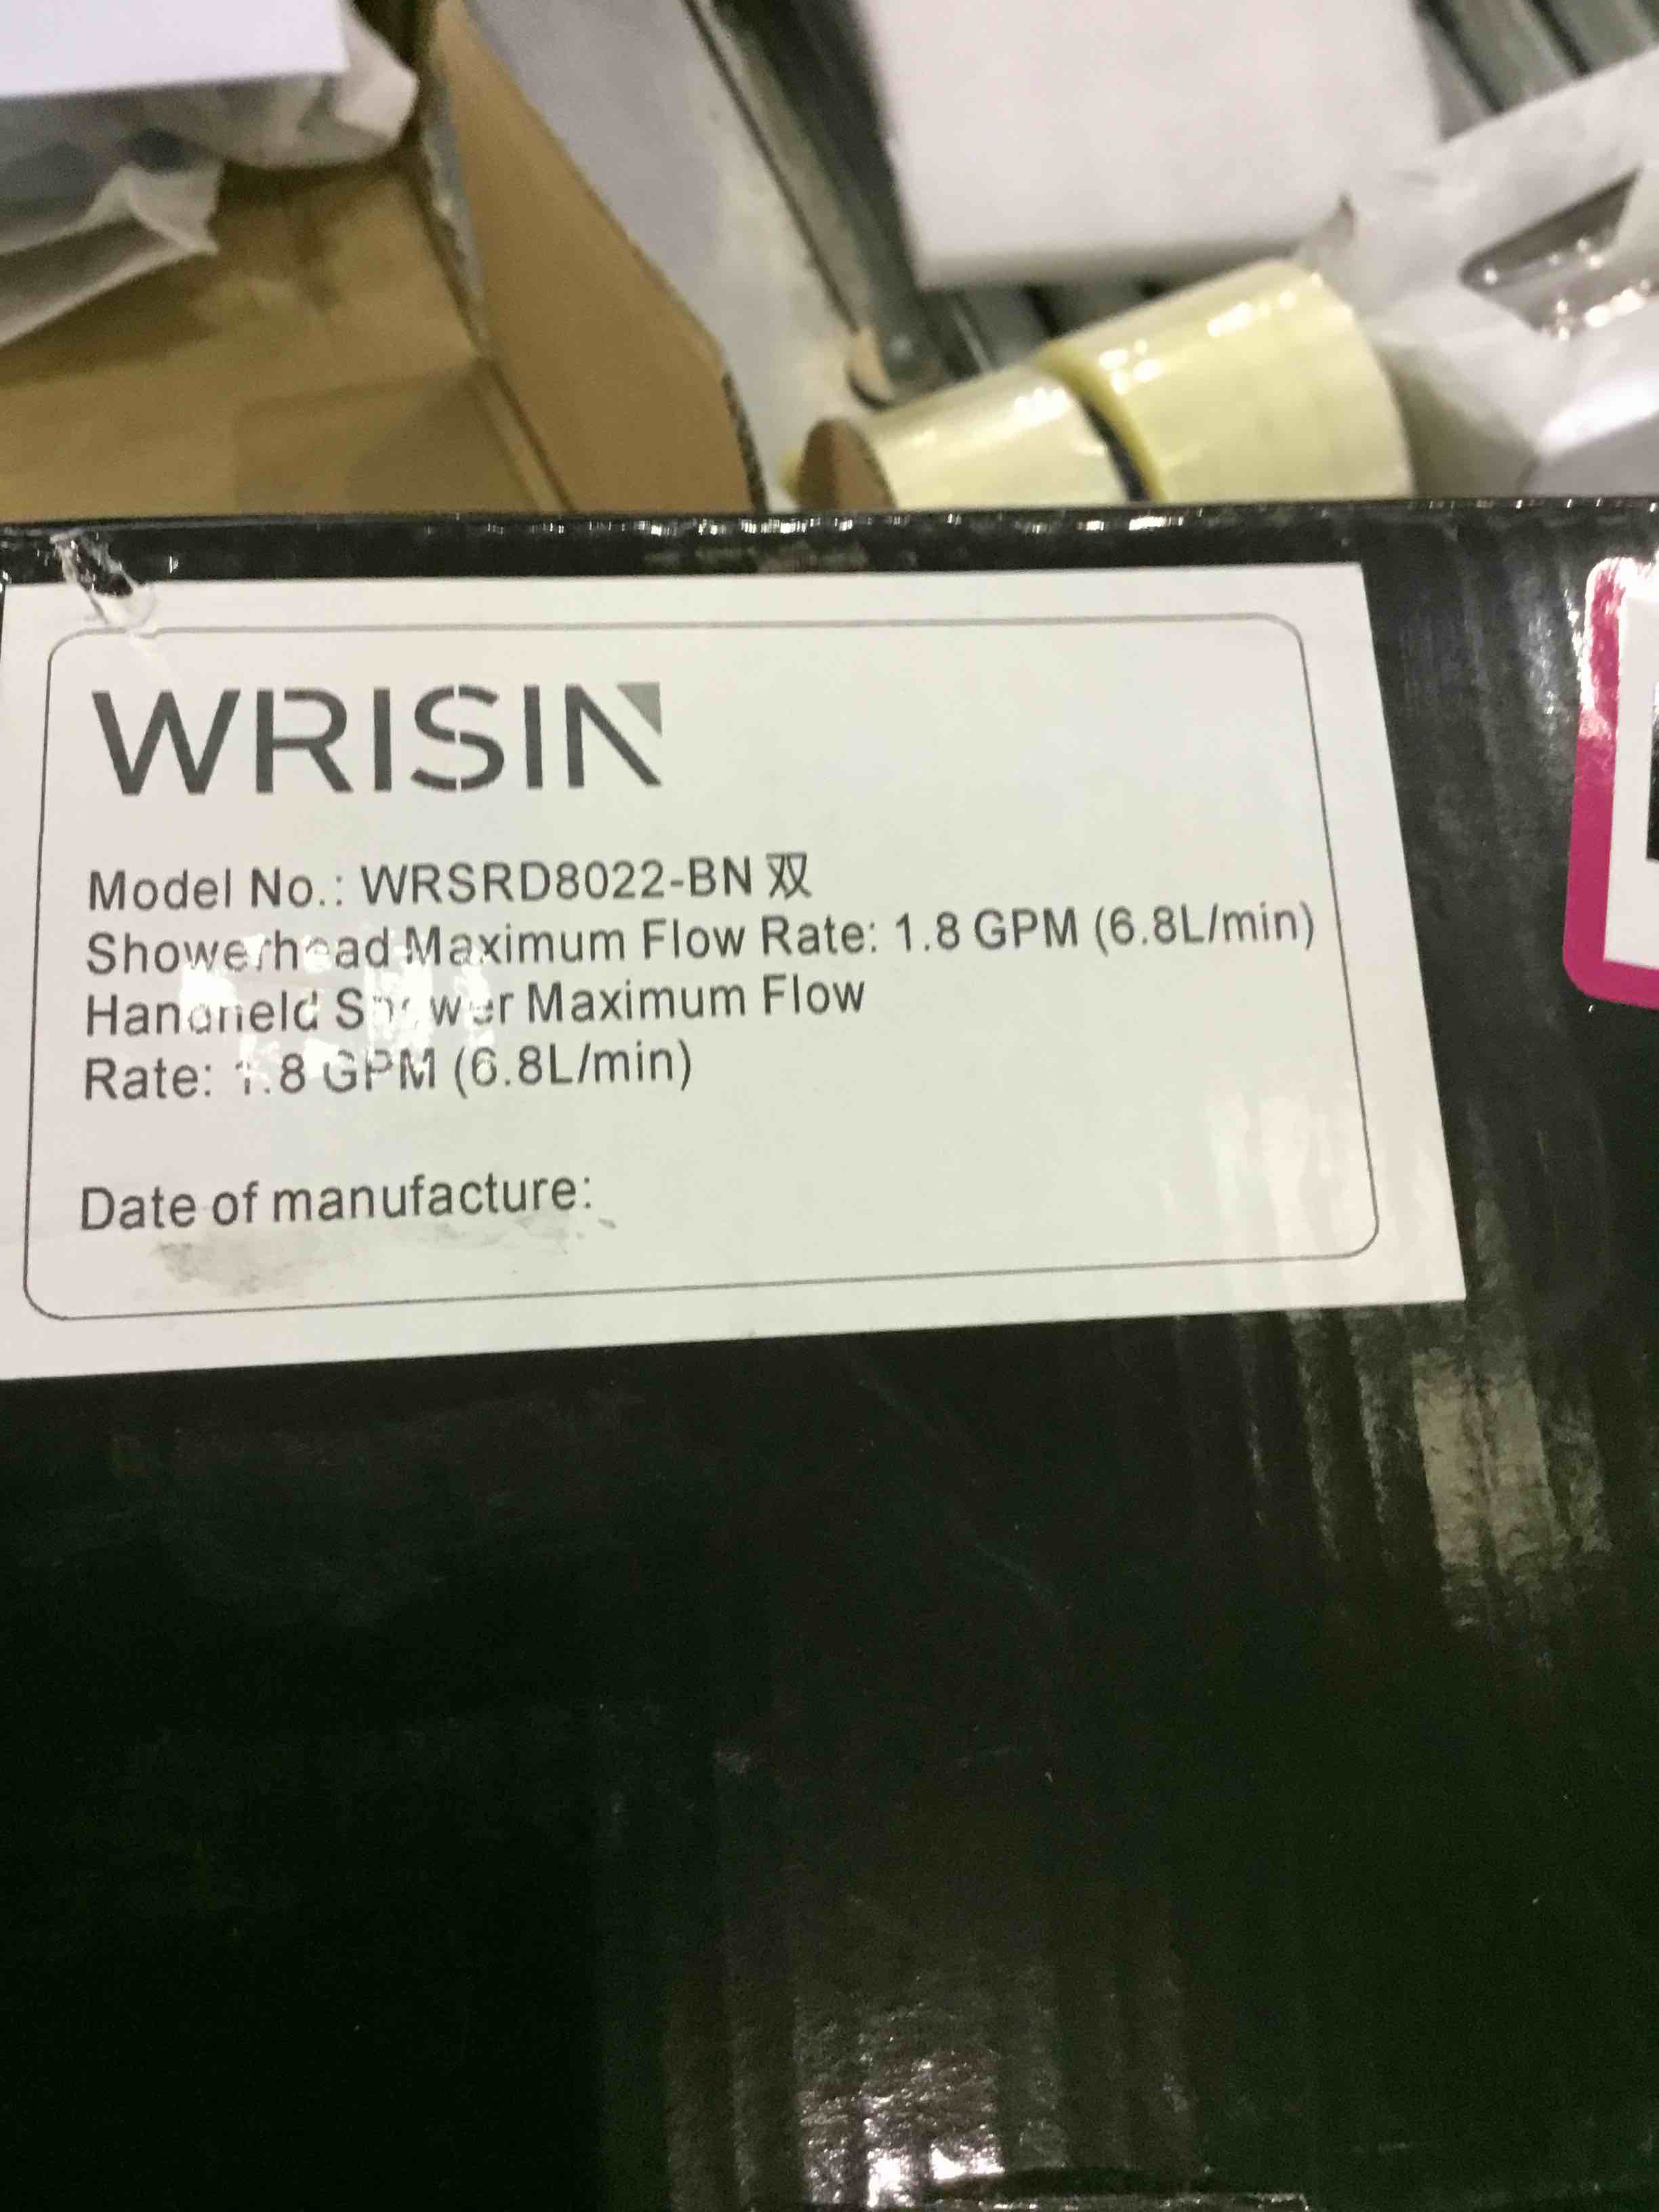 WRISIN
Model No.: WRSRD8022-BN 双
Showerhead Maximum Flow Rate: 1.8 GPM (6.8L/min)
Handheld Shower Maximum Flow
Rate: 1.8 GPM (6.8L/min)
Date of manufacture: